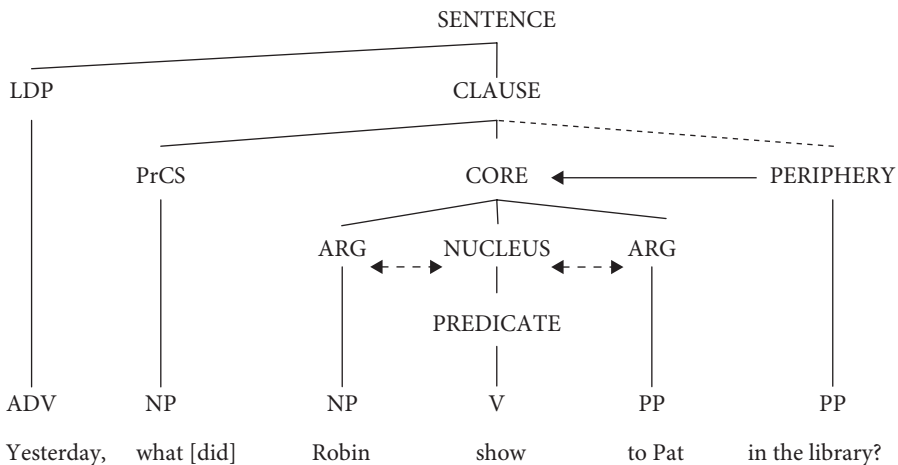 SENTENCE
LDP CLAUSE
PrCS CORE PERIPHERY
ARG NUCLEUS ARG
PREDICATE
ADV NP NP V PP PP
Yesterday, what [did] Robin show to Pat in the library?